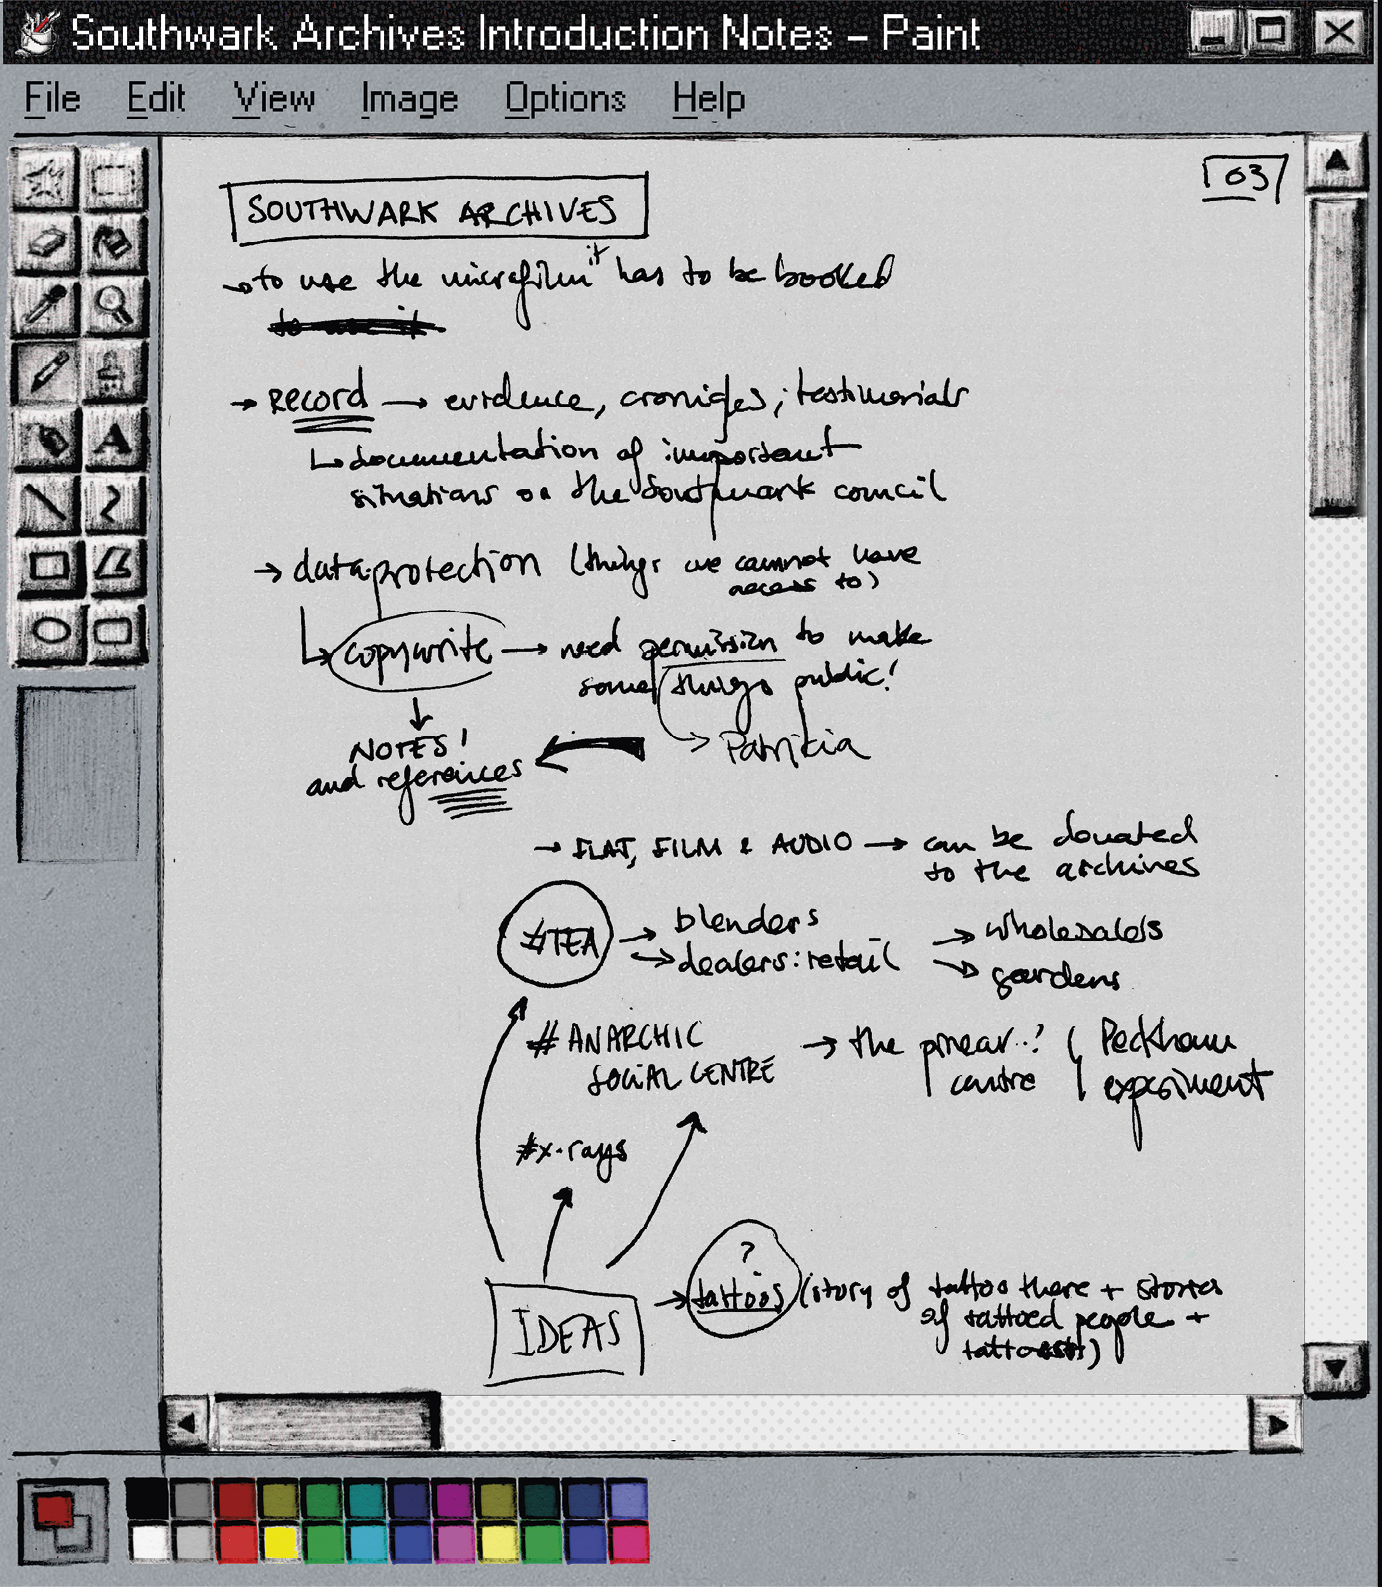 Southwark Archives Introduction Notes – Paint
File Edit View Image Options Help
03
SOUTHWARK ARCHIVES
→ to use the microfilm it has to be booked
to use it
→ record → evidence, croniques, testimonials
↳ documentation of important
situations on the Southwark council
→ data protection (things we cannot have
access to)
↳ copywrite → need permission to make
some things public!
→ Patricia
NOTES!
and references
→ FLAT, FILM & AUDIO → can be donated
to the archives
#TEA → blenders
→ dealers: retail → wholesalers
→ gardens
# ANARCHIC
SOCIAL CENTRE → the ..? centre ( Peckham
experiment
#x-rays
?
IDEAS → tattoos (story of tattoo there + stories
of tattoed people +
A